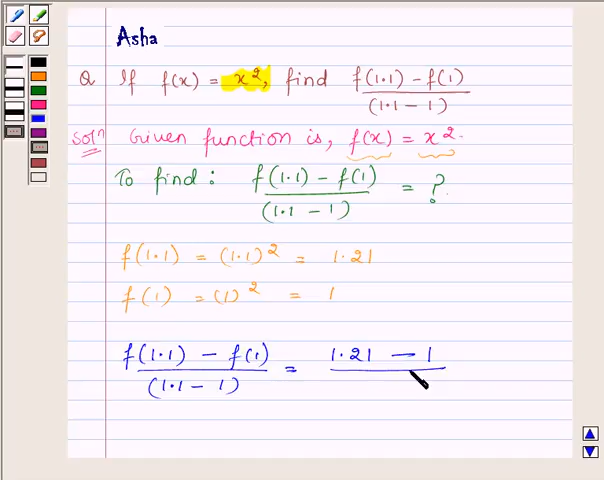 Asha
Q If f(x) = x², find f(1.1) - f(1) / (1.1 - 1)
Solⁿ Given function is, f(x) = x².
To find : f(1.1) - f(1) / (1.1 - 1) = ?
f(1.1) = (1.1)² = 1.21
f(1) = (1)² = 1
f(1.1) - f(1) / (1.1 - 1) = 1.21 - 1